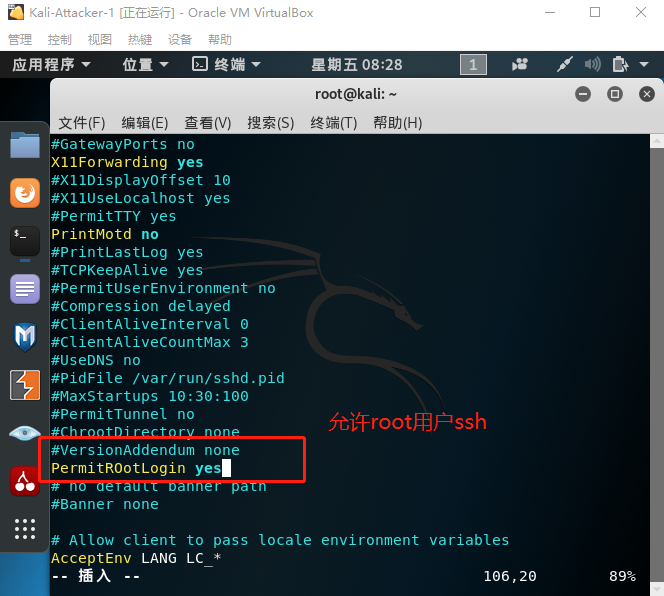 Kali-Attacker-1 [正在运行] - Oracle VM VirtualBox
管理 控制 视图 热键 设备 帮助
应用程序 位置 终端 星期五 08:28 1
root@kali: ~
文件(F) 编辑(E) 查看(V) 搜索(S) 终端(T) 帮助(H)
#GatewayPorts no
X11Forwarding yes
#X11DisplayOffset 10
#X11UseLocalhost yes
#PermitTTY yes
PrintMotd no
#PrintLastLog yes
#TCPKeepAlive yes
#PermitUserEnvironment no
#Compression delayed
#ClientAliveInterval 0
#ClientAliveCountMax 3
#UseDNS no
#PidFile /var/run/sshd.pid
#MaxStartups 10:30:100
#PermitTunnel no
#ChrootDirectory none
允许root用户ssh
#VersionAddendum none
PermitROotLogin yes
# no default banner path
#Banner none
# Allow client to pass locale environment variables
AcceptEnv LANG LC_*
-- 插入 -- 106,20 89%